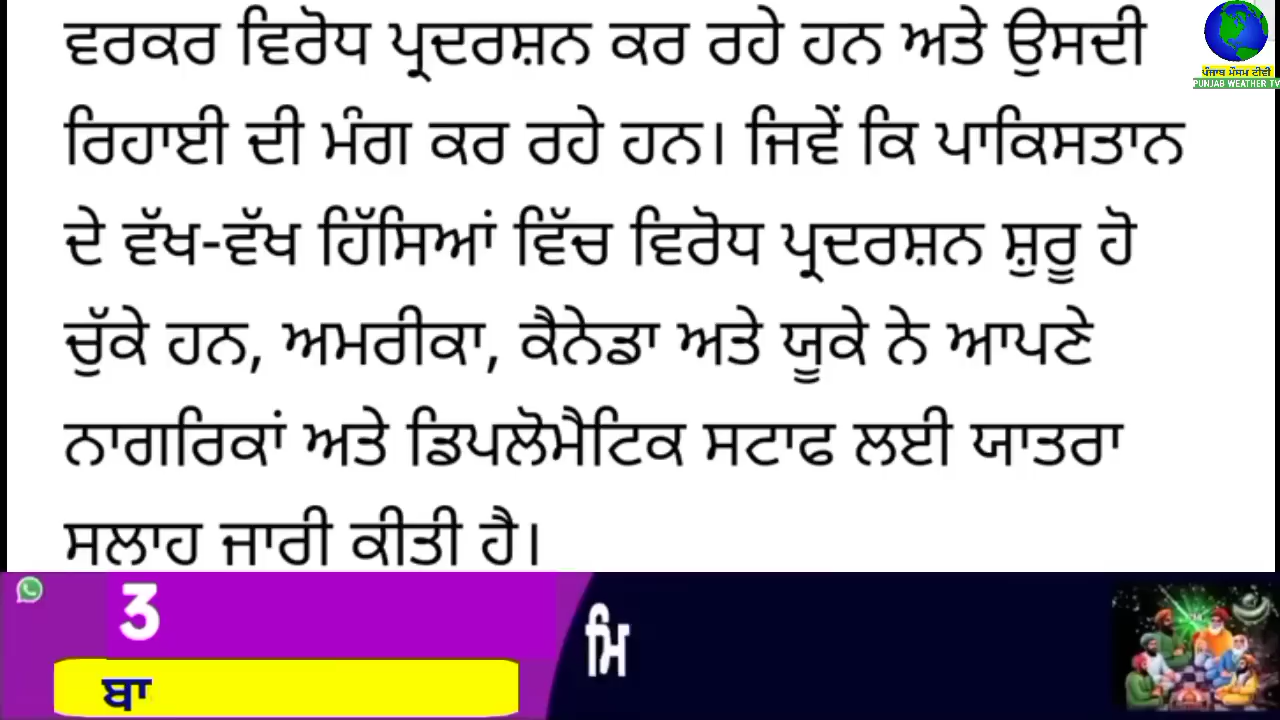 ਵਰਕਰ ਵਿਰੋਧ ਪ੍ਰਦਰਸ਼ਨ ਕਰ ਰਹੇ ਹਨ ਅਤੇ ਉਸਦੀ
ਰਿਹਾਈ ਦੀ ਮੰਗ ਕਰ ਰਹੇ ਹਨ। ਜਿਵੇਂ ਕਿ ਪਾਕਿਸਤਾਨ
ਦੇ ਵੱਖ-ਵੱਖ ਹਿੱਸਿਆਂ ਵਿੱਚ ਵਿਰੋਧ ਪ੍ਰਦਰਸ਼ਨ ਸ਼ੁਰੂ ਹੋ
ਚੁੱਕੇ ਹਨ, ਅਮਰੀਕਾ, ਕੈਨੇਡਾ ਅਤੇ ਯੂਕੇ ਨੇ ਆਪਣੇ
ਨਾਗਰਿਕਾਂ ਅਤੇ ਡਿਪਲੋਮੈਟਿਕ ਸਟਾਫ ਲਈ ਯਾਤਰਾ
ਸਲਾਹ ਜਾਰੀ ਕੀਤੀ ਹੈ।
ਪੰਜਾਬ ਮੌਸਮ ਟੀਵੀ
PUNJAB WEATHER TV
3
ਬਾ
ਮਿ